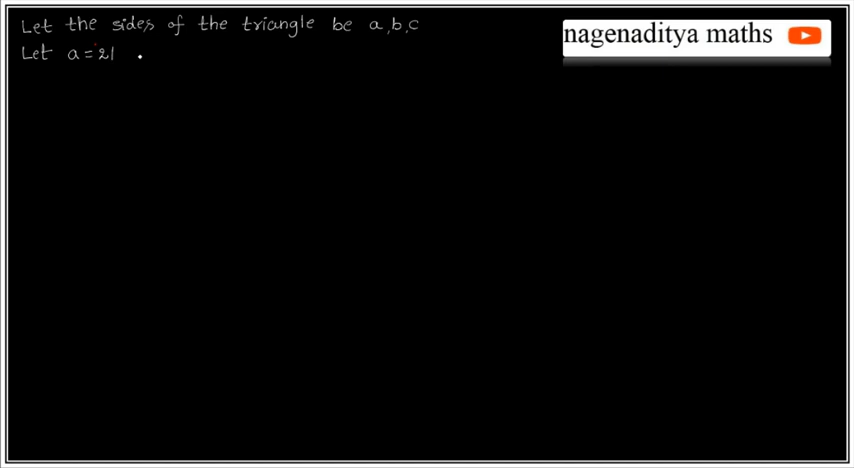 Let the sides of the triangle be a,b,c
nagenaditya maths
Let a=21